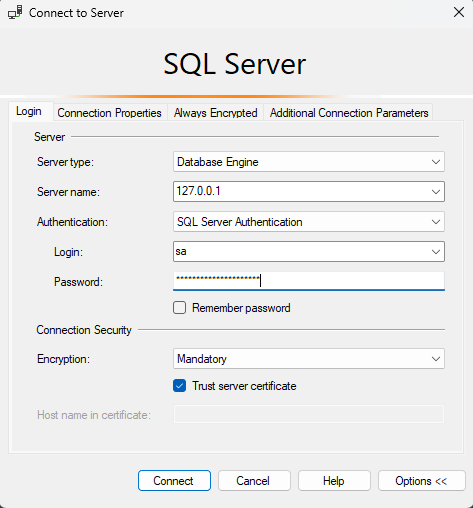 Connect to Server
SQL Server
Login Connection Properties Always Encrypted Additional Connection Parameters
Server
Server type: Database Engine
Server name: 127.0.0.1
Authentication: SQL Server Authentication
Login: sa
Password: *********************
Remember password
Connection Security
Encryption: Mandatory
Trust server certificate
Host name in certificate:
Connect Cancel Help Options <<